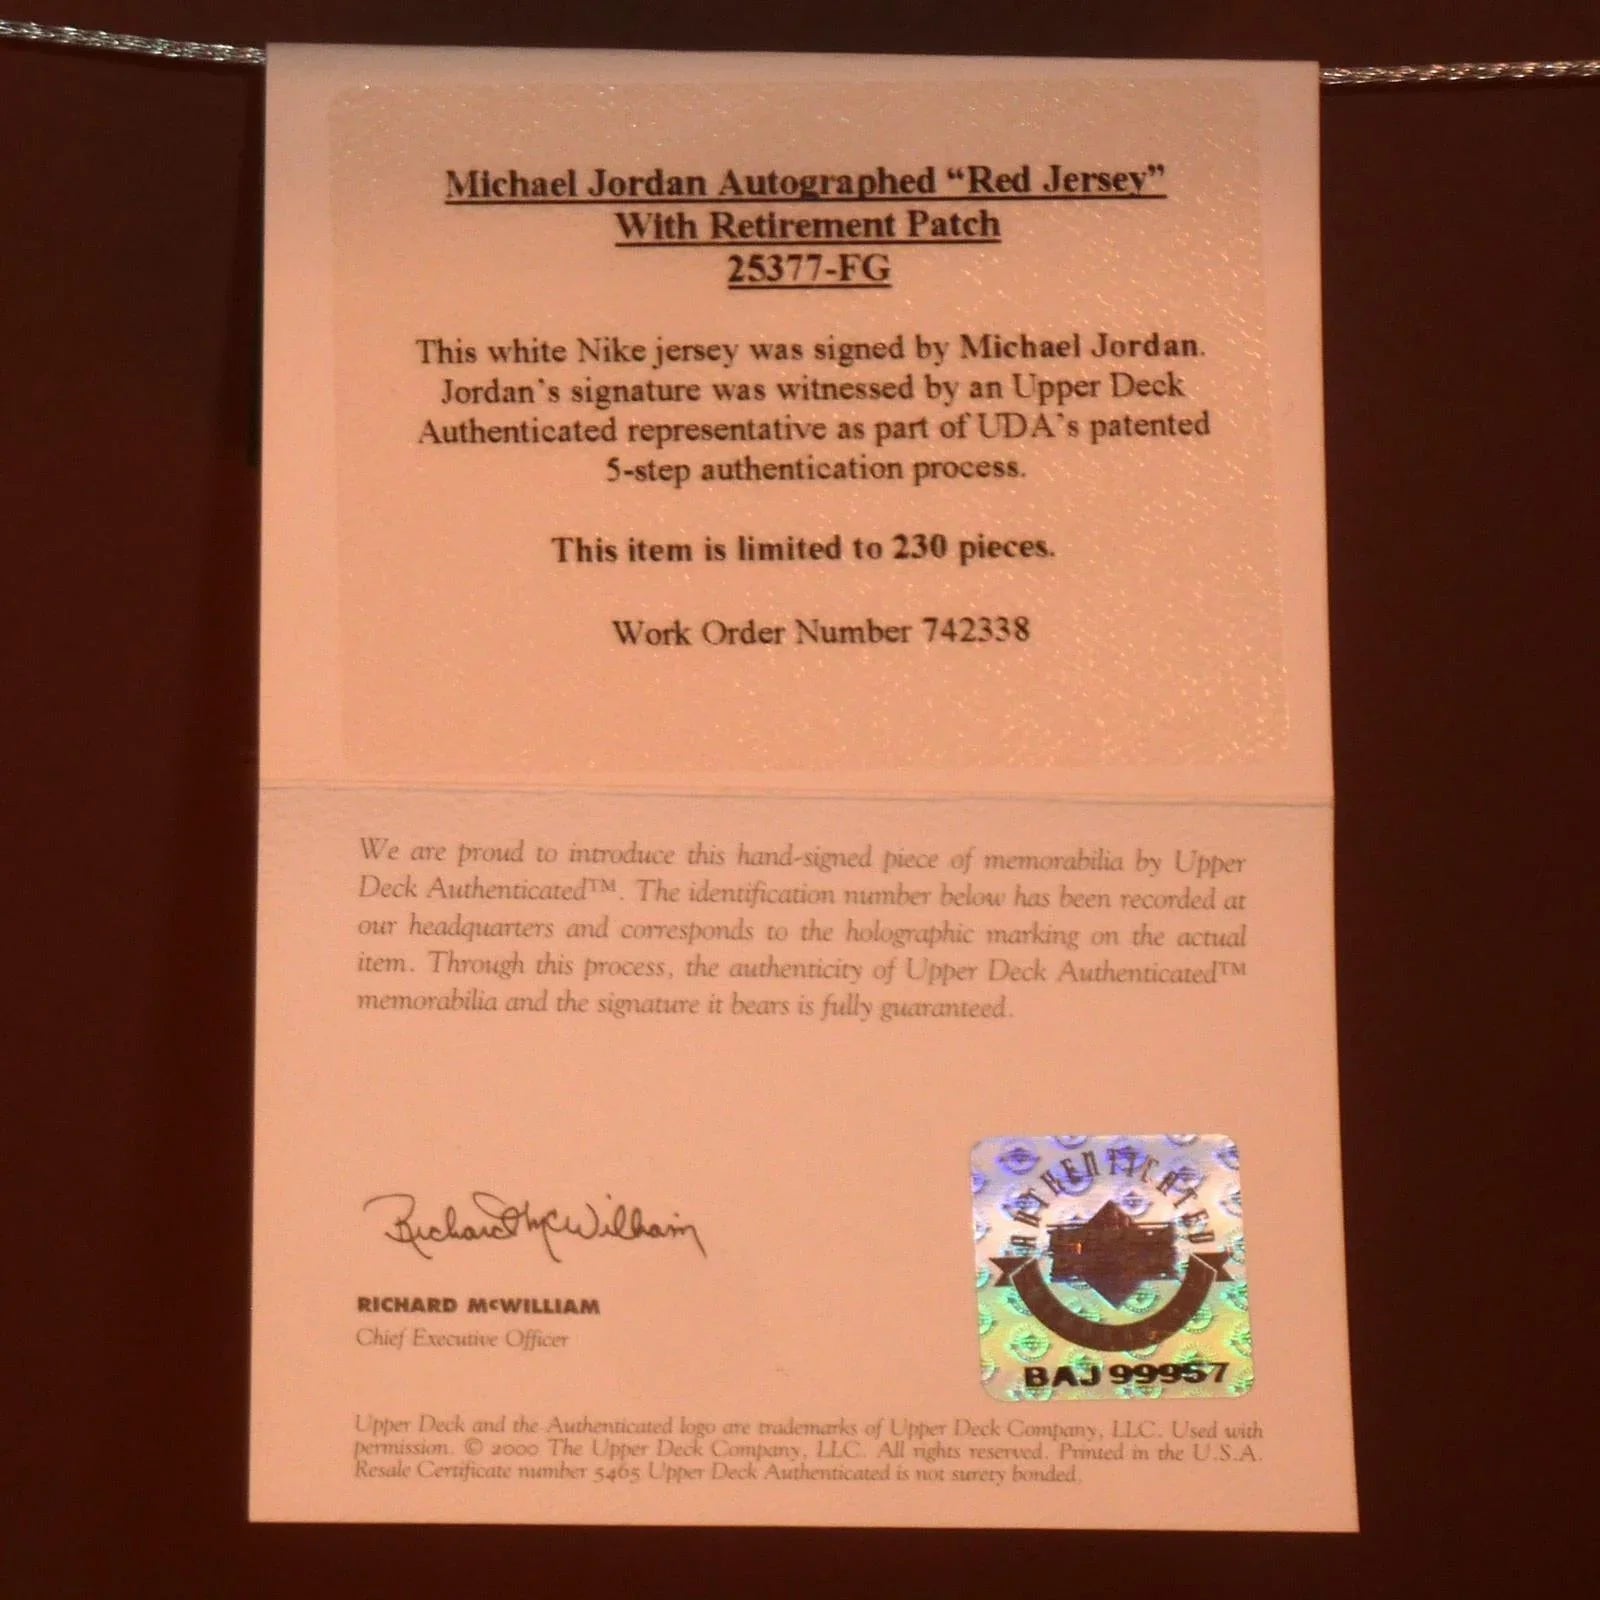 Michael Jordan Autographed “Red Jersey”
With Retirement Patch
25377-FG
This white Nike jersey was signed by Michael Jordan.
Jordan's signature was witnessed by an Upper Deck
Authenticated representative as part of UDA's patented
5-step authentication process.
This item is limited to 230 pieces.
Work Order Number 742338
We are proud to introduce this hand-signed piece of memorabilia by Upper
Deck Authenticated™. The identification number below has been recorded at
our headquarters and corresponds to the holographic marking on the actual
item. Through this process, the authenticity of Upper Deck Authenticated™
memorabilia and the signature it bears is fully guaranteed.
Richard McWilliam
RICHARD McWILLIAM
Chief Executive Officer
AUTHENTICATED
BAJ 99957
Upper Deck and the Authenticated logo are trademarks of Upper Deck Company, LLC. Used with
permission. © 2000 The Upper Deck Company, LLC. All rights reserved. Printed in the U.S.A.
Resale Certificate number 5465 Upper Deck Authenticated is not surety bonded.